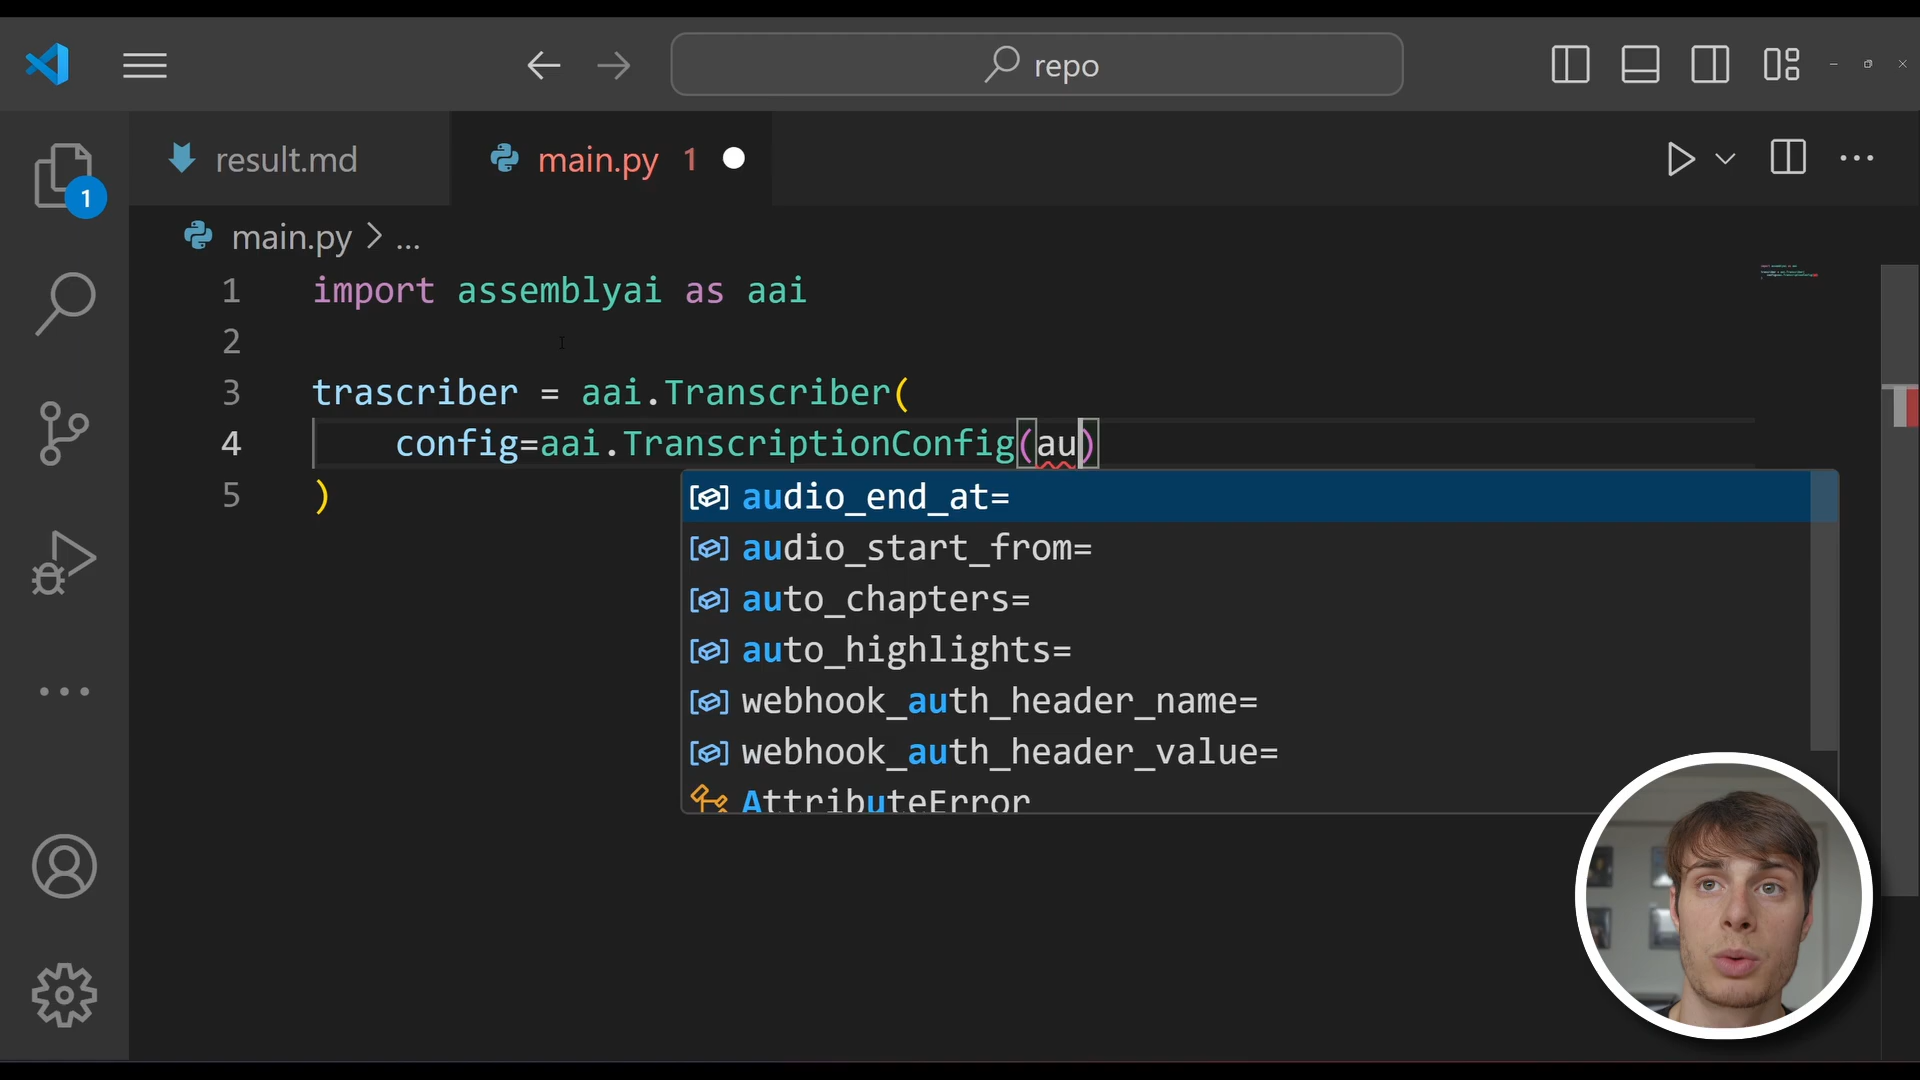 repo
result.md
main.py 1
1
main.py > ...
1 import assemblyai as aai
2
3 trascriber = aai.Transcriber(
4 config=aai.TranscriptionConfig(au)
5 )
audio_end_at=
audio_start_from=
auto_chapters=
auto_highlights=
webhook_auth_header_name=
webhook_auth_header_value=
AttributeError